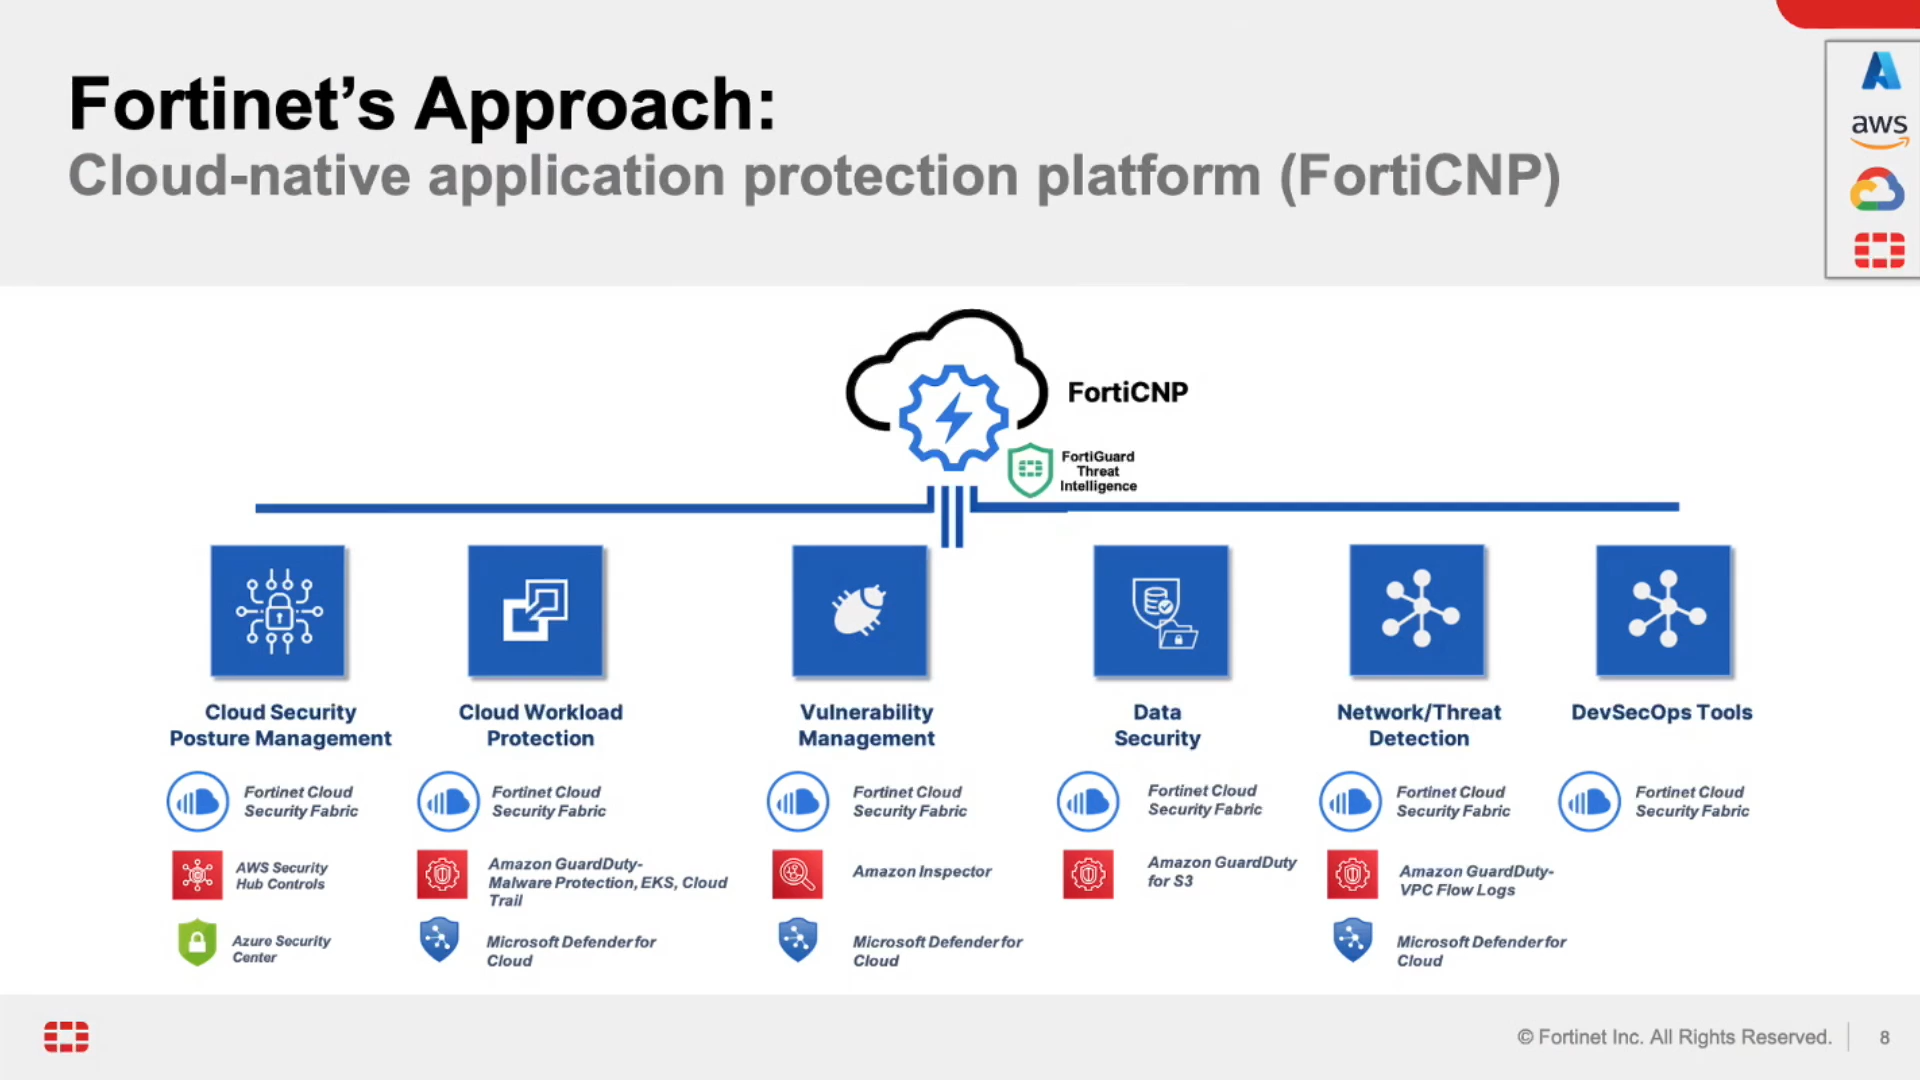 Fortinet’s Approach:
Cloud-native application protection platform (FortiCNP)
aws
FortiCNP
FortiGuard
Threat
Intelligence
Cloud Security
Posture Management
Cloud Workload
Protection
Vulnerability
Management
Data
Security
Network/Threat
Detection
DevSecOps Tools
Fortinet Cloud
Security Fabric
Fortinet Cloud
Security Fabric
Fortinet Cloud
Security Fabric
Fortinet Cloud
Security Fabric
Fortinet Cloud
Security Fabric
Fortinet Cloud
Security Fabric
AWS Security
Hub Controls
Amazon GuardDuty-
Malware Protection, EKS, Cloud
Trail
Amazon Inspector
Amazon GuardDuty
for S3
Amazon GuardDuty-
VPC Flow Logs
Azure Security
Center
Microsoft Defender for
Cloud
Microsoft Defender for
Cloud
Microsoft Defender for
Cloud
© Fortinet Inc. All Rights Reserved.
8